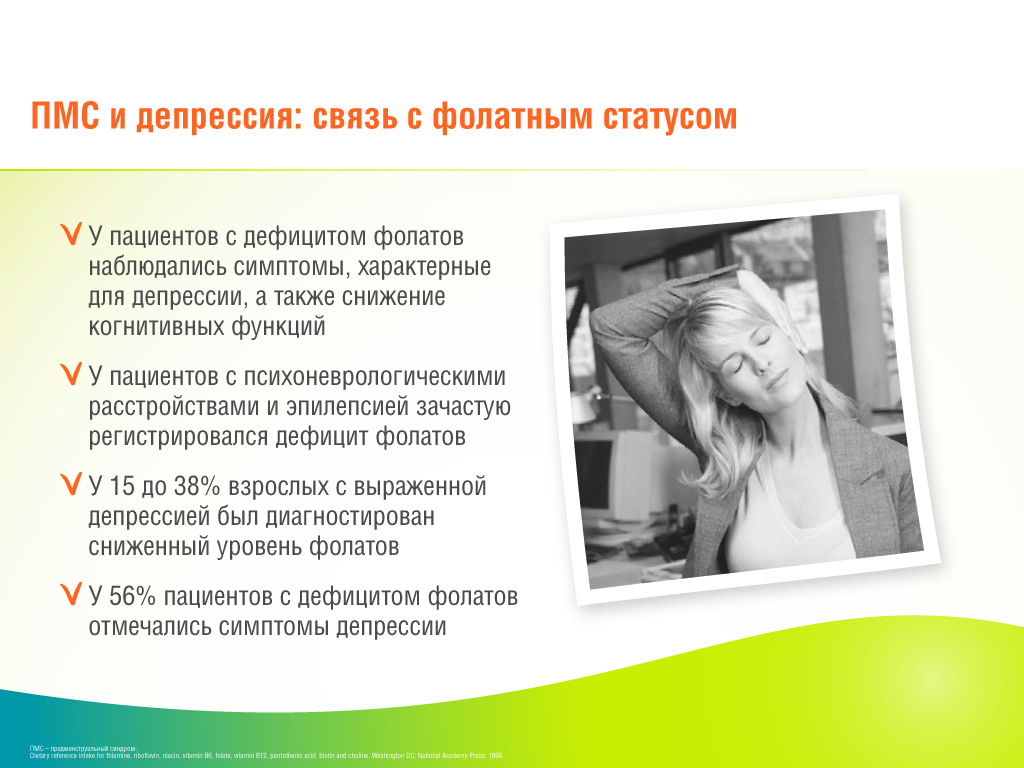 ПМС и депрессия: связь с фолатным статусом
У пациентов с дефицитом фолатов
наблюдались симптомы, характерные
для депрессии, а также снижение
когнитивных функций
У пациентов с психоневрологическими
расстройствами и эпилепсией зачастую
регистрировался дефицит фолатов
У 15 до 38% взрослых с выраженной
депрессией был диагностирован
сниженный уровень фолатов
У 56% пациентов с дефицитом фолатов
отмечались симптомы депрессии
ПМС – предменструальный синдром.
Dietary reference intake for thiamine, riboflavin, niacin, vitamin B6, folate, vitamin B12, pantothenic acid, biotin and choline. Washington DC: National Academy Press; 1998